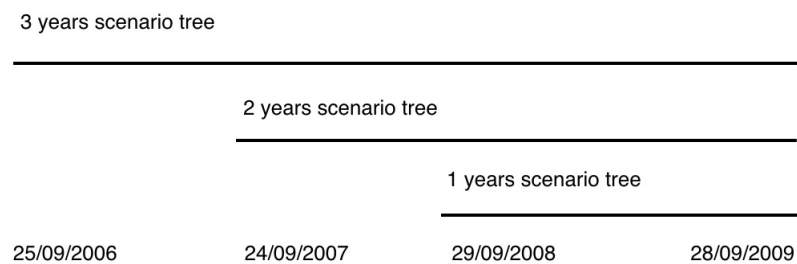 3 years scenario tree
2 years scenario tree
1 years scenario tree
25/09/2006 24/09/2007 29/09/2008 28/09/2009